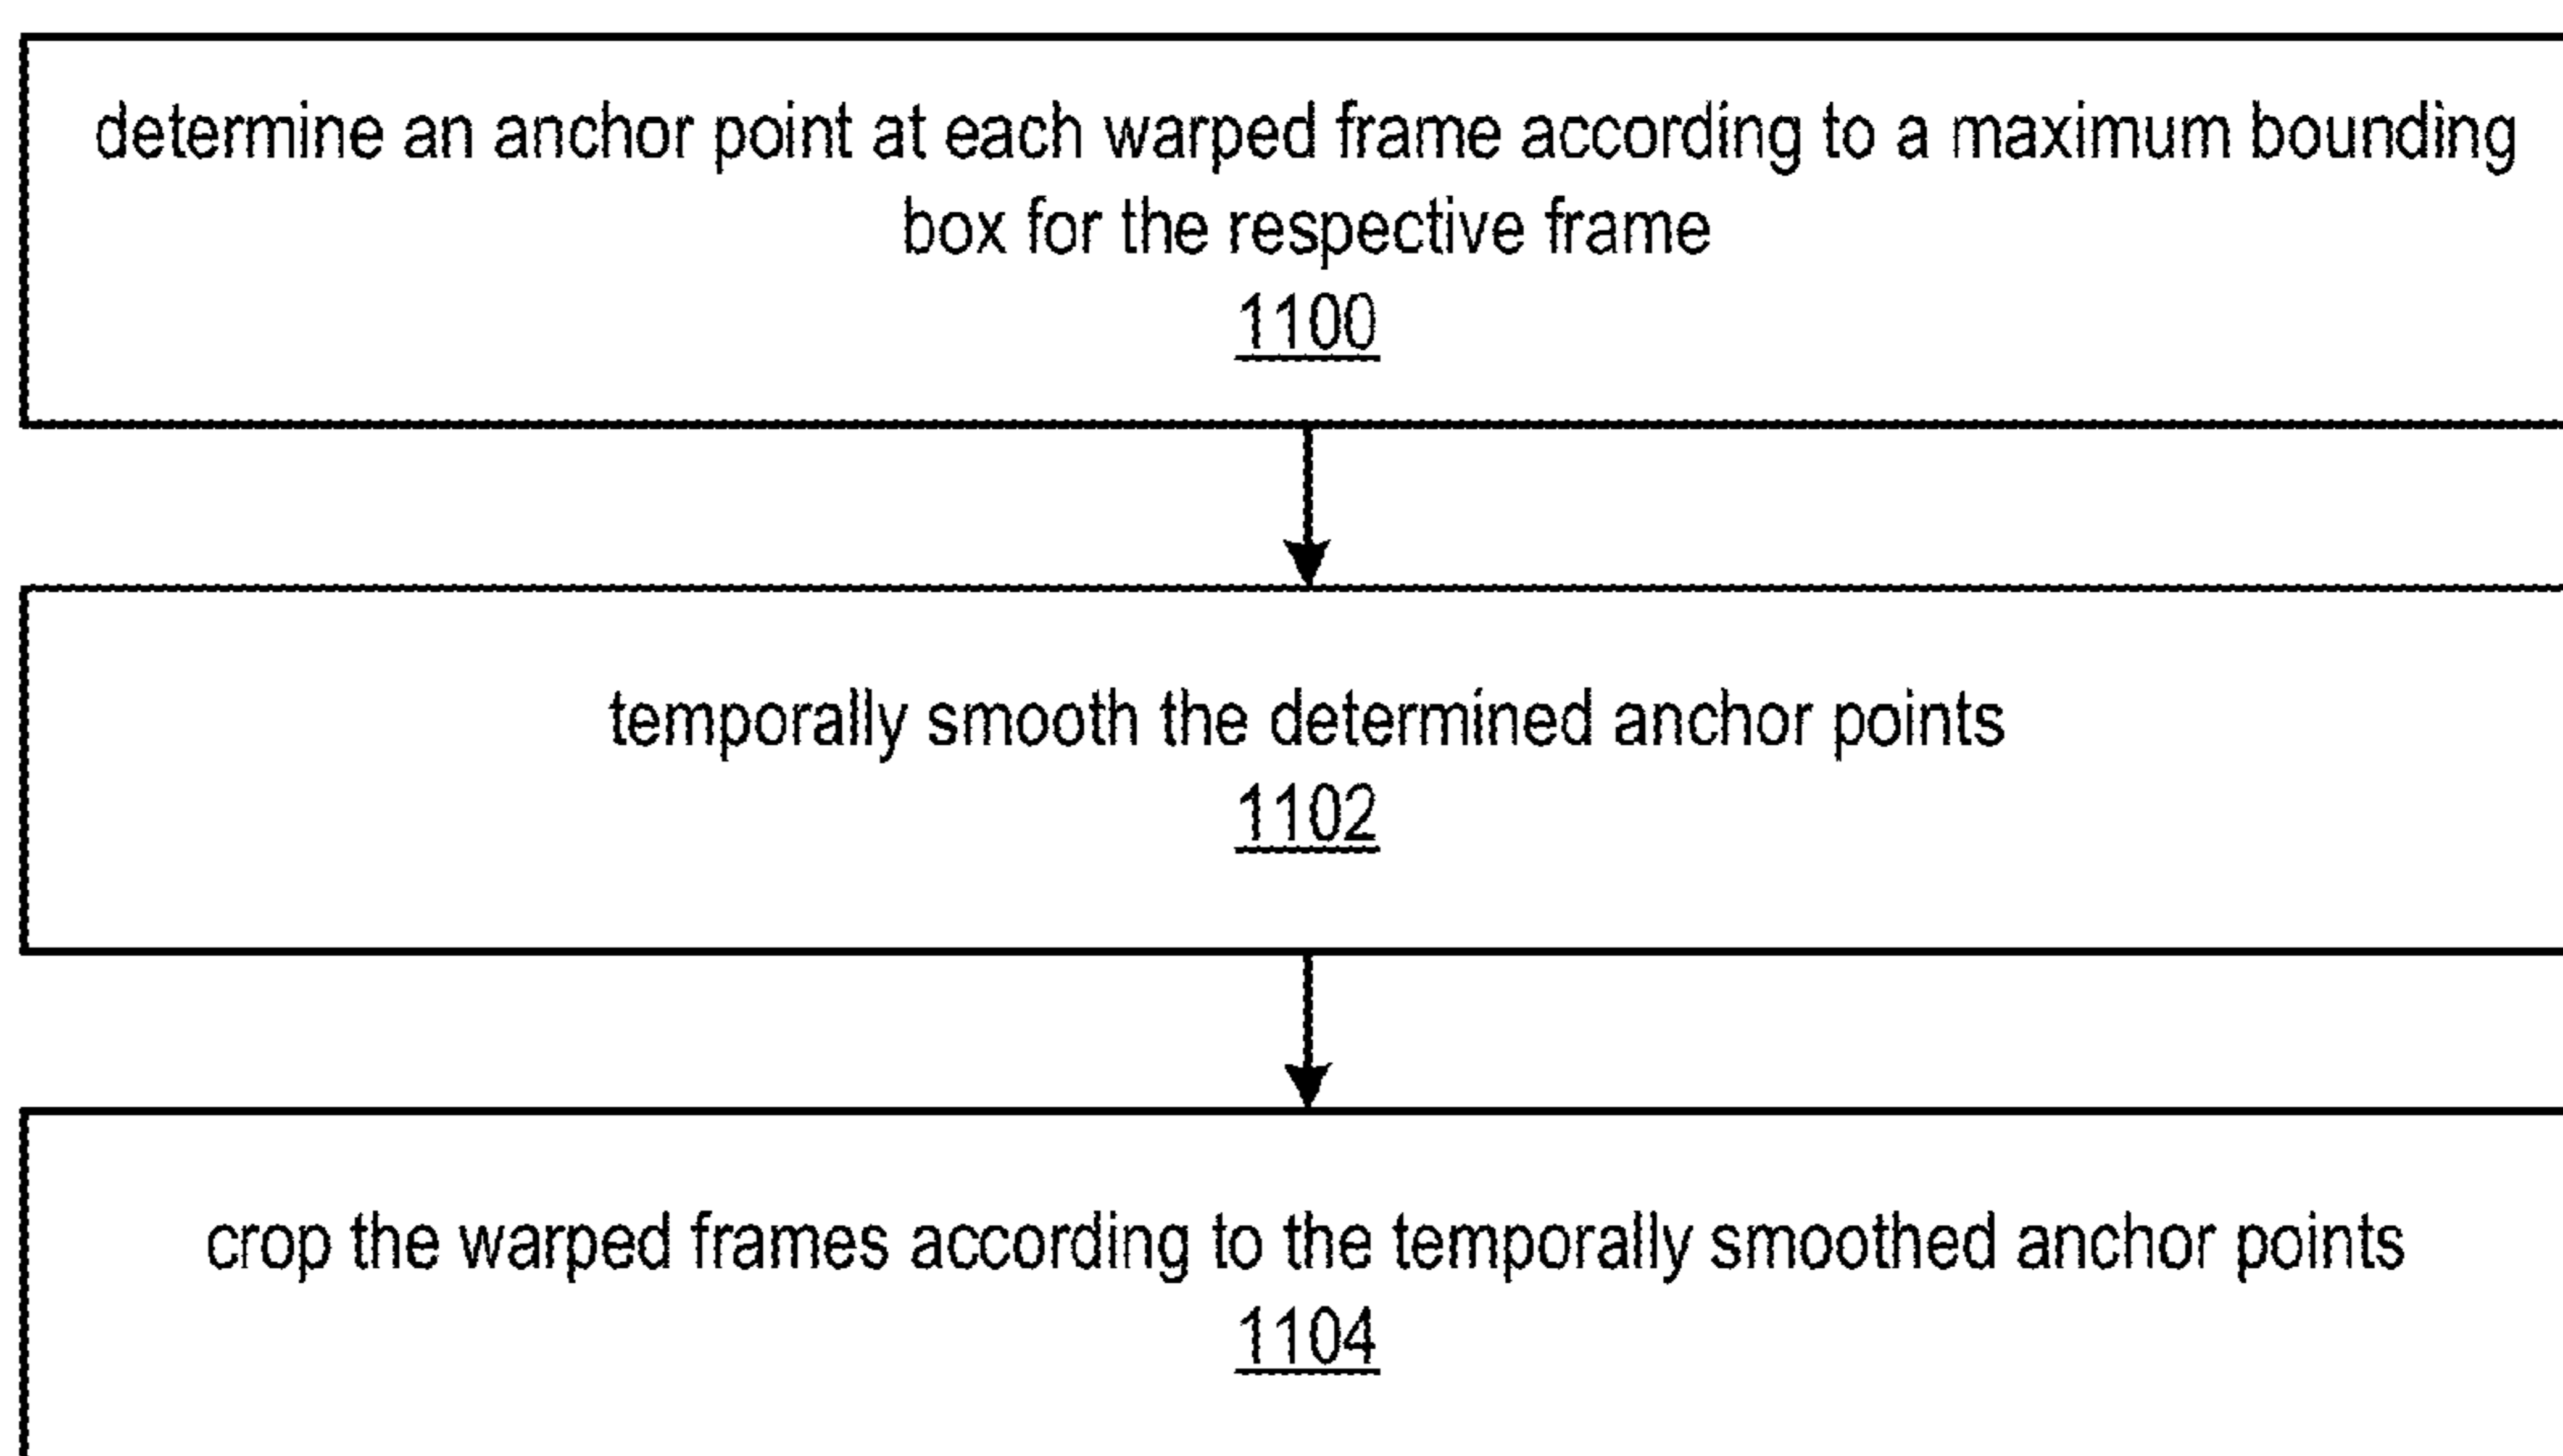 determine an anchor point at each warped frame according to a maximum bounding
box for the respective frame
1100
temporally smooth the determined anchor points
1102
crop the warped frames according to the temporally smoothed anchor points
1104